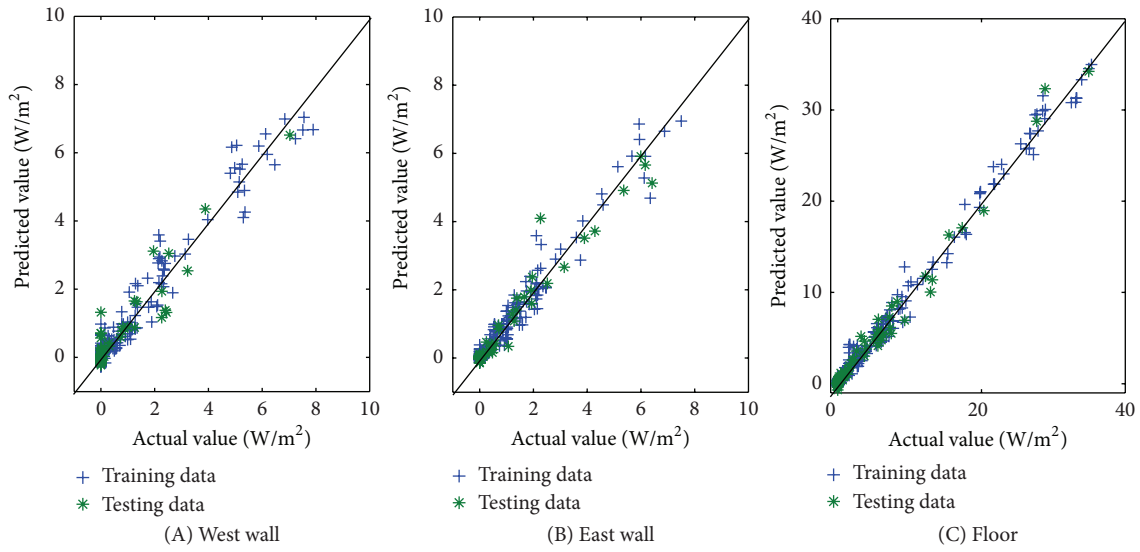 10
8
6
4
2
0
Predicted value (W/m²)
0
2
4
6
8
10
Actual value (W/m²)
Training data
Testing data
(A) West wall
10
8
6
4
2
0
Predicted value (W/m²)
0
2
4
6
8
10
Actual value (W/m²)
Training data
Testing data
(B) East wall
40
30
20
10
0
Predicted value (W/m²)
0
20
40
Actual value (W/m²)
Training data
Testing data
(C) Floor